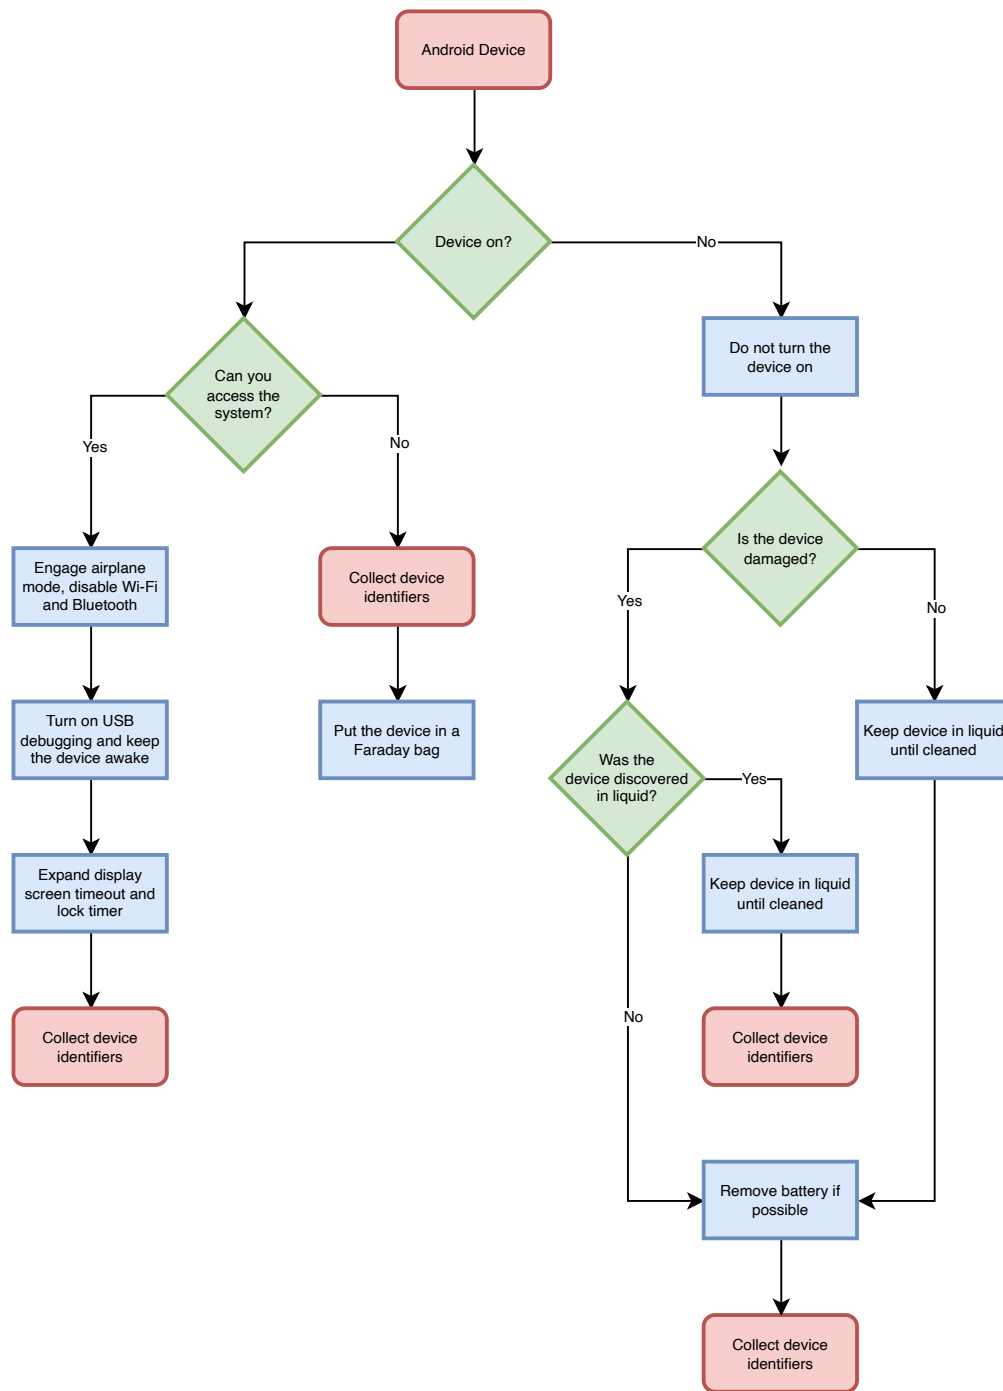 Android Device
Device on?
No
Can you
access the
system?
Do not turn the
device on
Yes
No
Is the device
damaged?
Engage airplane
mode, disable Wi-Fi
and Bluetooth
Collect device
identifiers
Yes
No
Turn on USB
debugging and keep
the device awake
Put the device in a
Faraday bag
Was the
device discovered
in liquid?
Yes
Keep device in liquid
until cleaned
Expand display
screen timeout and
lock timer
Keep device in liquid
until cleaned
Collect device
identifiers
No
Collect device
identifiers
Remove battery if
possible
Collect device
identifiers